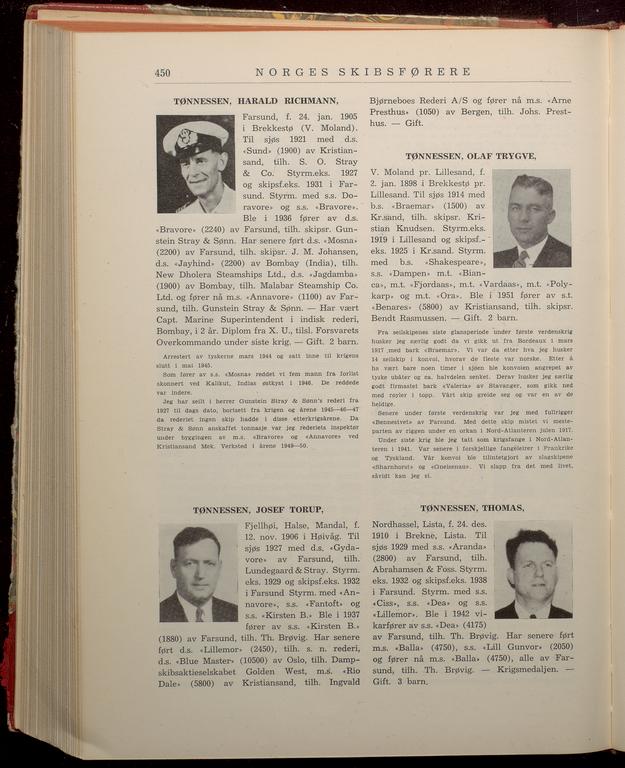 450
NORGES SKIBSFØRERE
TØNNESSEN, HARALD RICHMANN,
Farsund, f. 24. jan. 1905
i Brekkestø (V. Moland).
Til sjøs 1921 med d.s.
«Sund» (1900) av Kristian-
sand, tilh. S. O. Stray
& Co. Styrm.eks. 1927
og skipsf.eks. 1931 i Far-
sund. Styrm. med s.s. Do-
ravore» og s.s. «Bravore».
Ble i 1936 fører av d.s.
«Bravore» (2240) av Farsund, tilh. skipsr. Gun-
stein Stray & Sønn. Har senere ført d.s. «Mosna»
(2200) av Farsund, tilh. skipsr. J. M. Johansen,
d.s. «Jayhind» (2200) av Bombay (India), tilh.
New Dholera Steamships Ltd., d.s. «Jagdamba»
(1900) av Bombay, tilh. Malabar Steamship Co.
Ltd. og fører nå m.s. «Annavore» (1100) av Far-
sund, tilh. Gunstein Stray & Sønn. — Har vært
Capt. Marine Superintendent i indisk rederi,
Bombay, i 2 år. Diplom fra X. U., tilsl. Forsvarets
Overkommando under siste krig. — Gift. 2 barn.
Arrestert av tyskerne mars 1944 og satt inne til krigens
slutt i mai 1945.
Som fører av s.s. «Mosna» reddet vi fem mann fra forlist
skonnert ved Kalikut, Indias østkyst i 1946. De reddede
var indere.
Jeg har seilt i herrer Gunstein Stray & Sønn's rederi fra
1927 til dags dato, bortsett fra krigen og årene 1945—46—47
da rederiet ingen skip hadde i disse etterkrigsårene. Da
Stray & Sønn anskaffet tonnasje var jeg rederiets inspektør
under byggingen av m.s. «Bravore» og «Annavore» ved
Kristiansand Mek. Verksted i årene 1949—50.
TØNNESSEN, JOSEF TORUP,
Fjellhøi, Halse, Mandal, f.
12. nov. 1906 i Høivåg. Til
sjøs 1927 med d.s. «Gyda-
vore» av Farsund, tilh.
Lundegaard & Stray. Styrm.
eks. 1929 og skipsf.eks. 1932
i Farsund Styrm. med «An-
navore», s.s. «Fantoft» og
s.s. «Kirsten B.» Ble i 1937
fører av s.s. «Kirsten B.»
(1880) av Farsund, tilh. Th. Brøvig. Har senere
ført d.s. «Lillemor» (2450), tilh. s. n. rederi,
d.s. «Blue Master» (10500) av Oslo, tilh. Damp-
skibsaktieselskabet Golden West, m.s. «Rio
Dale» (5800) av Kristiansand, tilh. Ingvald
Bjørneboes Rederi A/S og fører nå m.s. «Arne
Presthus» (1050) av Bergen, tilh. Johs. Prest-
hus. — Gift.
TØNNESSEN, OLAF TRYGVE,
V. Moland pr. Lillesand, f.
2. jan. 1898 i Brekkestø pr.
Lillesand. Til sjøs 1914 med
b.s. «Braemar» (1500) av
Kr.sand, tilh. skipsr. Kri-
stian Knudsen. Styrm.eks.
1919 i Lillesand og skipsf.-
eks. 1925 i Kr.sand. Styrm.
med b.s. «Shakespeare»,
s.s. «Dampen» m.t. «Bian-
ca», m.t. «Fjordaas», m.t. «Vardaas», m.t. «Poly-
karp» og m.t. «Ora». Ble i 1951 fører av s.t.
«Benares» (5800) av Kristiansand, tilh. skipsr.
Bendt Rasmussen. — Gift. 2 barn.
Fra seilskipenes siste glansperiode under første verdenskrig
husker jeg særlig godt da vi gikk ut fra Bordeaux i mars
1917 med bark «Braemar». Vi var da etter hva jeg husker
14 seilskip i konvoi, hvorav de fleste var norske. Etter å
ha vært bare noen timer i sjøen ble konvoien angrepet av
tyske ubåter og ca. halvdelen senket. Derav husker jeg særlig
godt firmastet bark «Valeria» av Stavanger, som gikk ned
med røyler i topp. Vårt skip greide seg og var en av de
heldige.
Senere under første verdenskrig var jeg med fullrigger
«Bennestvet» av Farsund. Med dette skip mistet vi meste-
parten av riggen under en orkan i Nord-Atlanteren julen 1917.
Under siste krig ble jeg tatt som krigsfange i Nord-Atlan-
teren i 1941. Var senere i forskjellige fangeleirer i Frankrike
og Tyskland. Vår konvoi ble tilintetgjort av slagskipene
«Sharnhorst» og «Gneisenau». Vi slapp fra det med livet,
såvidt kan jeg si.
TØNNESSEN, THOMAS,
Nordhassel, Lista, f. 24. des.
1910 i Brekne, Lista. Til
sjøs 1929 med s.s. «Aranda»
(2800) av Farsund, tilh.
Abrahamsen & Foss. Styrm.
eks. 1932 og skipsf.eks. 1938
i Farsund. Styrm. med s.s.
«Ciss», s.s. «Dea» og s.s.
«Lillemor». Ble i 1942 vi-
karfører av s.s. «Dea» (4175)
av Farsund, tilh. Th. Brøvig. Har senere ført
m.s. «Balla» (4750), s.s. «Lill Gunvor» (2050)
og fører nå m.s. «Balla» (4750), alle av Far-
sund, tilh. Th. Brøvig. — Krigsmedaljen. —
Gift. 3 barn.